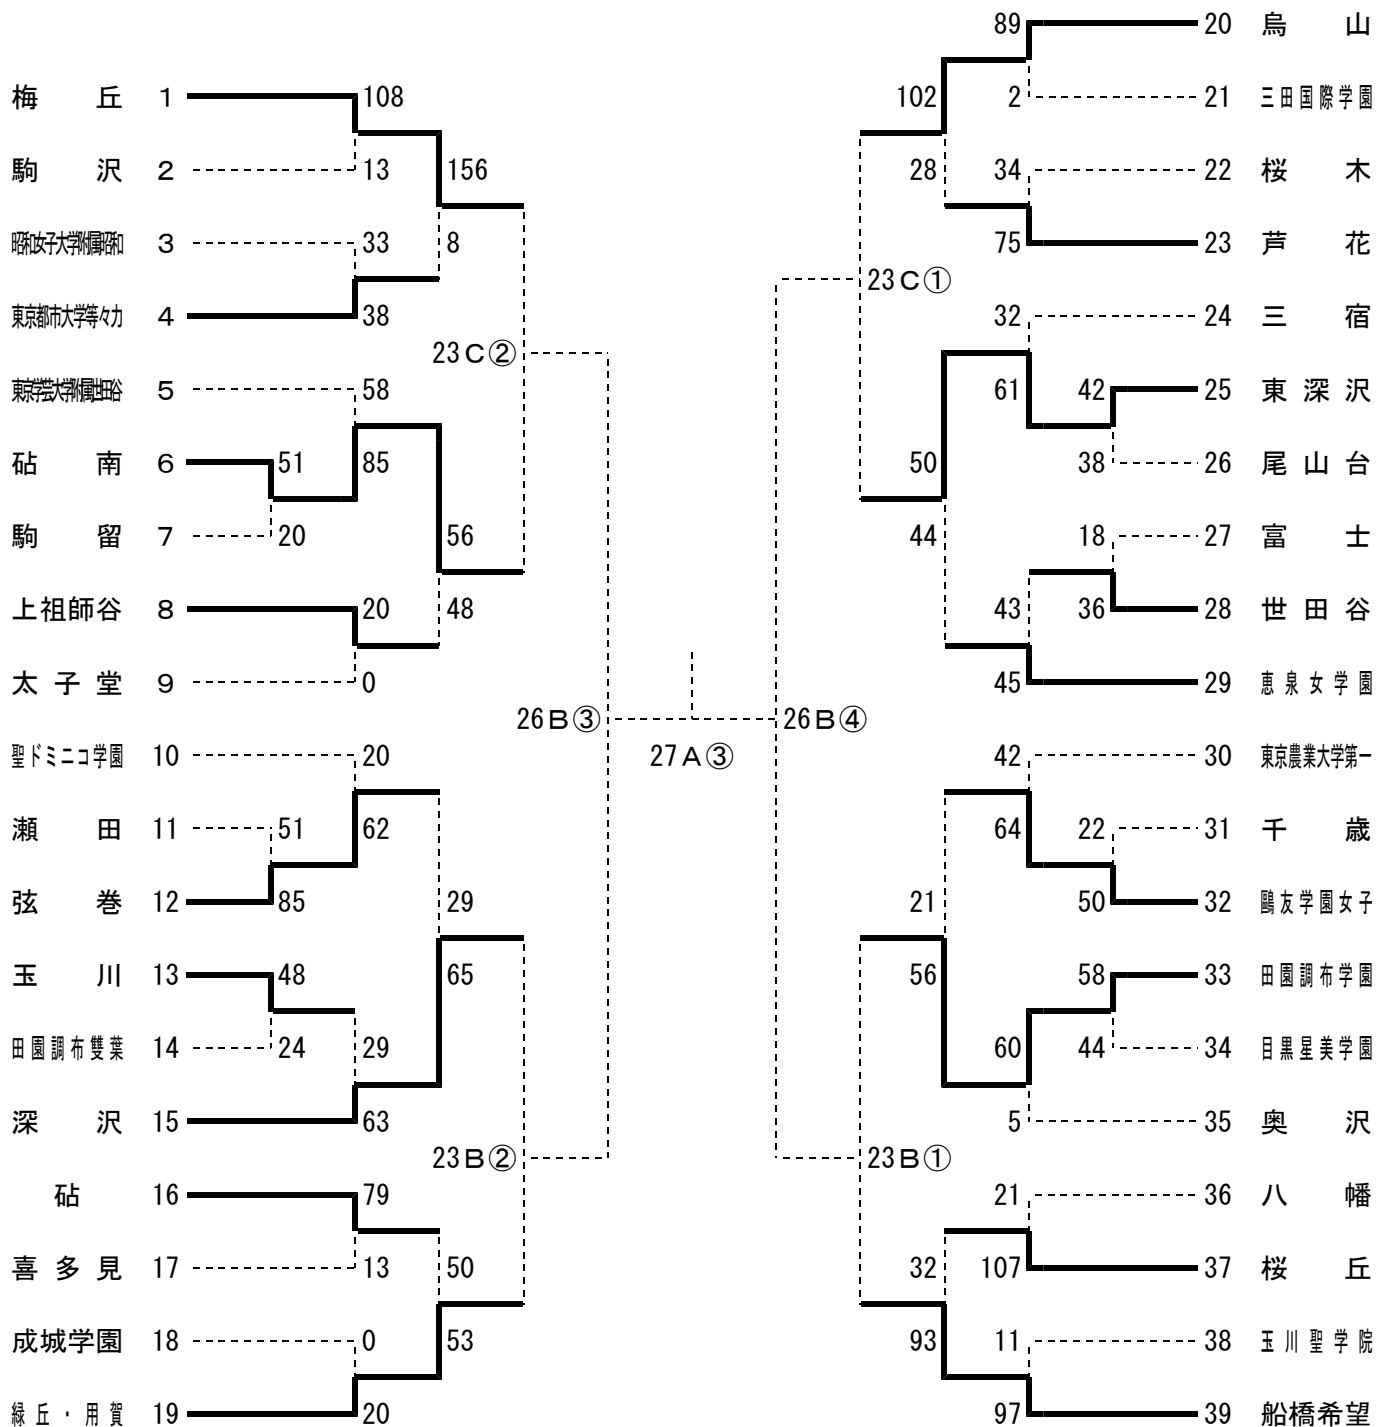 梅丘 1 108
駒沢 2 13 156
昭和女子大学附属昭和 3 33 8
東京都市大学等々力 4 38
23C②
東京学芸大学附属世田谷 5 58
砧南 6 51 85
駒留 7 20 56
上祖師谷 8 20 48
太子堂 9 0
26B③
聖ドミニコ学園 10 20
瀬田 11 51 62
弦巻 12 85 29
玉川 13 48 65
田園調布雙葉 14 24 29
深沢 15 63
23B②
砧 16 79
喜多見 17 13 50
成城学園 18 0 53
緑丘・用賀 19 20
27A③
89 20 烏山
102 2 21 三田国際学園
28 34 22 桜木
75 23 芦花
23C①
32 24 三宿
61 42 25 東深沢
50 38 26 尾山台
44 18 27 富士
43 36 28 世田谷
45 29 恵泉女学園
26B④
42 30 東京農業大学第一
64 22 31 千歳
21 50 32 鷗友学園女子
56 58 33 田園調布学園
60 44 34 目黒星美学園
5 35 奥沢
23B①
21 36 八幡
32 107 37 桜丘
93 11 38 玉川聖学院
97 39 船橋希望